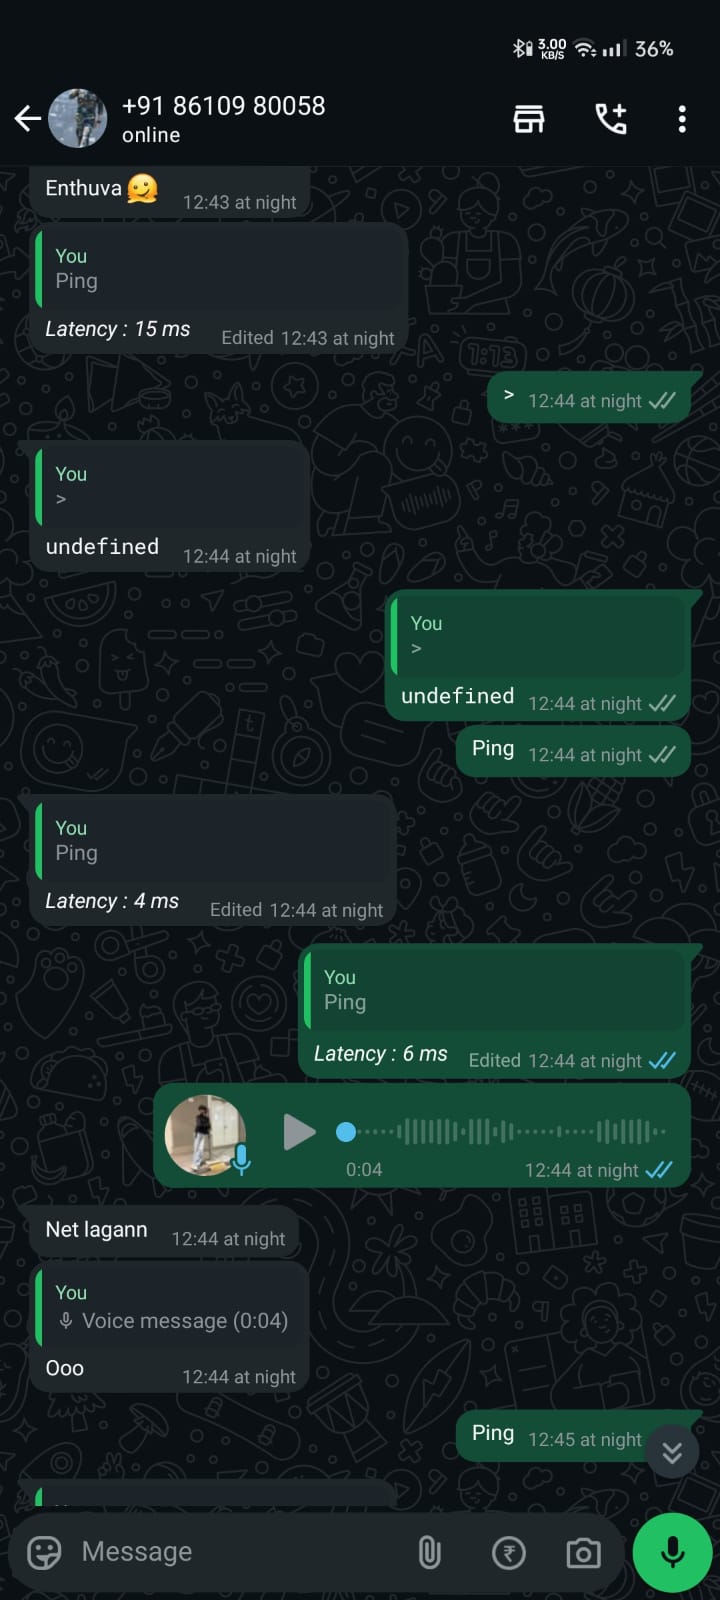 3.00 KB/S 36%
+91 86109 80058
online
Enthuva 🫠 12:43 at night
You
Ping
Latency : 15 ms Edited 12:43 at night
> 12:44 at night
You
>
undefined 12:44 at night
You
>
undefined 12:44 at night
Ping 12:44 at night
You
Ping
Latency : 4 ms Edited 12:44 at night
You
Ping
Latency : 6 ms Edited 12:44 at night
0:04 12:44 at night
Net lagann 12:44 at night
You
Voice message (0:04)
Ooo 12:44 at night
Ping 12:45 at night
Message